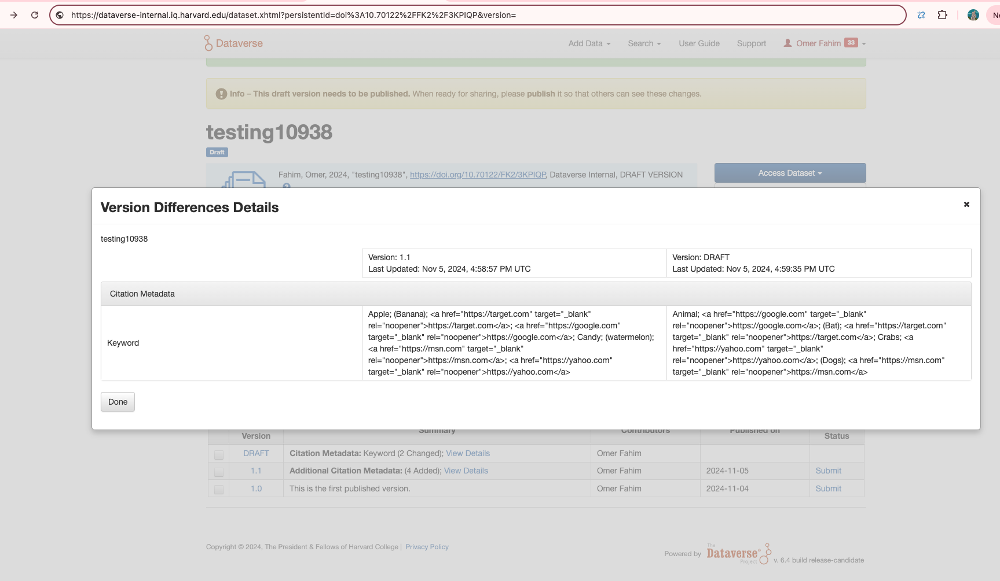 https://dataverse-internal.iq.harvard.edu/dataset.xhtml?persistentId=doi%3A10.70122%2FFK2%2F3KPIQP&version=
Dataverse
Add Data
Search
User Guide
Support
Omer Fahim 33
Info – This draft version needs to be published. When ready for sharing, please publish it so that others can see these changes.
testing10938
Draft
Fahim, Omer, 2024, "testing10938", https://doi.org/10.70122/FK2/3KPIQP, Dataverse Internal, DRAFT VERSION
Access Dataset
Version Differences Details
testing10938
Version: 1.1
Last Updated: Nov 5, 2024, 4:58:57 PM UTC
Version: DRAFT
Last Updated: Nov 5, 2024, 4:59:35 PM UTC
Citation Metadata
Keyword
Apple; (Banana); <a href="https://target.com" target="_blank"
rel="noopener">https://target.com</a>; <a href="https://google.com"
target="_blank" rel="noopener">https://google.com</a>; Candy; (watermelon);
<a href="https://msn.com" target="_blank"
rel="noopener">https://msn.com</a>; <a href="https://yahoo.com"
target="_blank" rel="noopener">https://yahoo.com</a>
Animal; <a href="https://google.com" target="_blank"
rel="noopener">https://google.com</a>; (Bat); <a href="https://target.com"
target="_blank" rel="noopener">https://target.com</a>; Crabs; <a
href="https://yahoo.com" target="_blank"
rel="noopener">https://yahoo.com</a>; (Dogs); <a href="https://msn.com"
target="_blank" rel="noopener">https://msn.com</a>
Done
Version
Summary
Contributors
Published on
Status
DRAFT
Citation Metadata: Keyword (2 Changed); View Details
Omer Fahim
1.1
Additional Citation Metadata: (4 Added); View Details
Omer Fahim
2024-11-05
Submit
1.0
This is the first published version.
Omer Fahim
2024-11-04
Submit
Copyright © 2024, The President & Fellows of Harvard College | Privacy Policy
Powered by
The
Dataverse®
Project
v. 6.4 build release-candidate